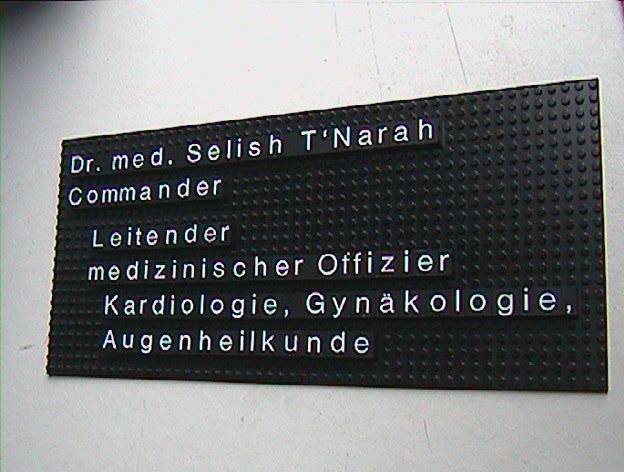 Dr. med. Selish T'Narah
Commander
Leitender
medizinischer Offizier
Kardiologie, Gynäkologie,
Augenheilkunde